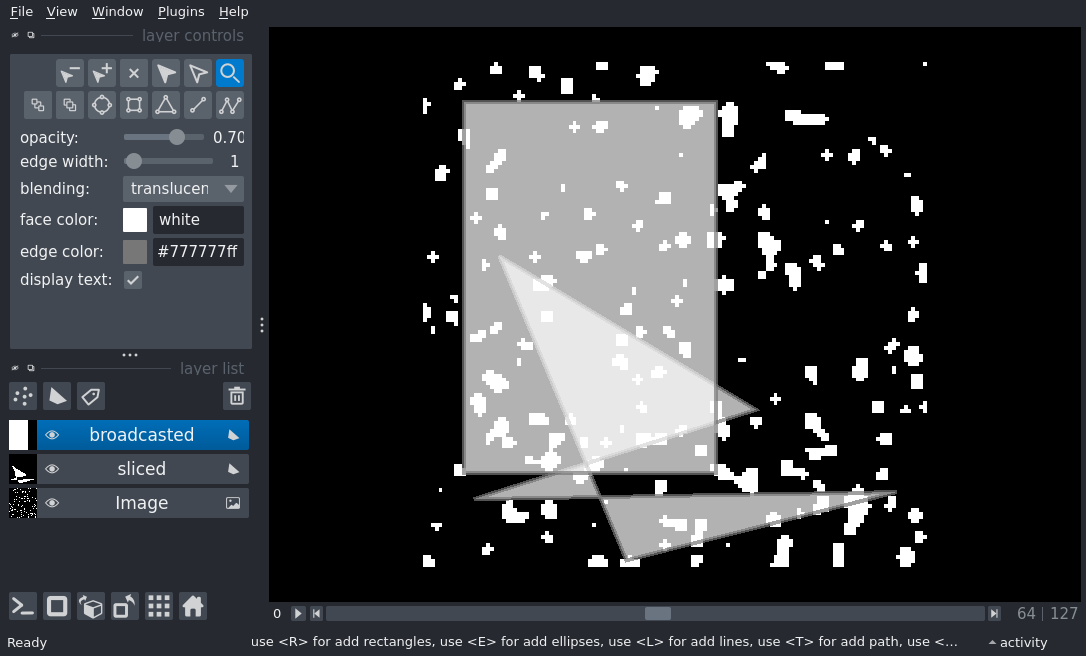 File View Window Plugins Help
layer controls
opacity: 0.70
edge width: 1
blending: translucen
face color: white
edge color: #777777ff
display text:
layer list
broadcasted
sliced
Image
0 64 127
Ready use <R> for add rectangles, use <E> for add ellipses, use <L> for add lines, use <T> for add path, use <... activity